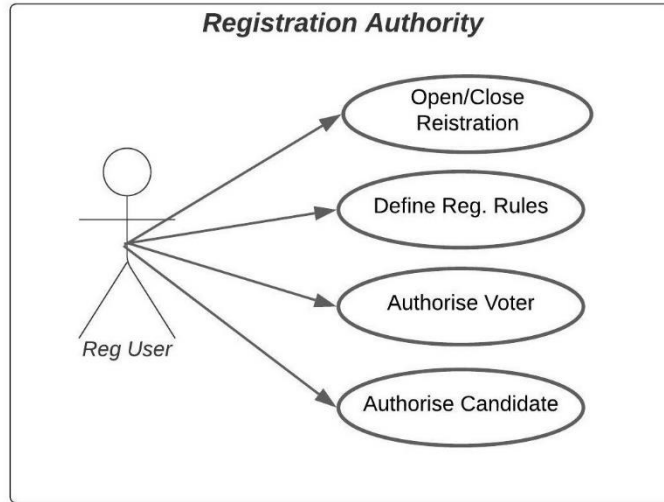 Registration Authority
Open/Close
Reistration
Define Reg. Rules
Authorise Voter
Reg User
Authorise Candidate